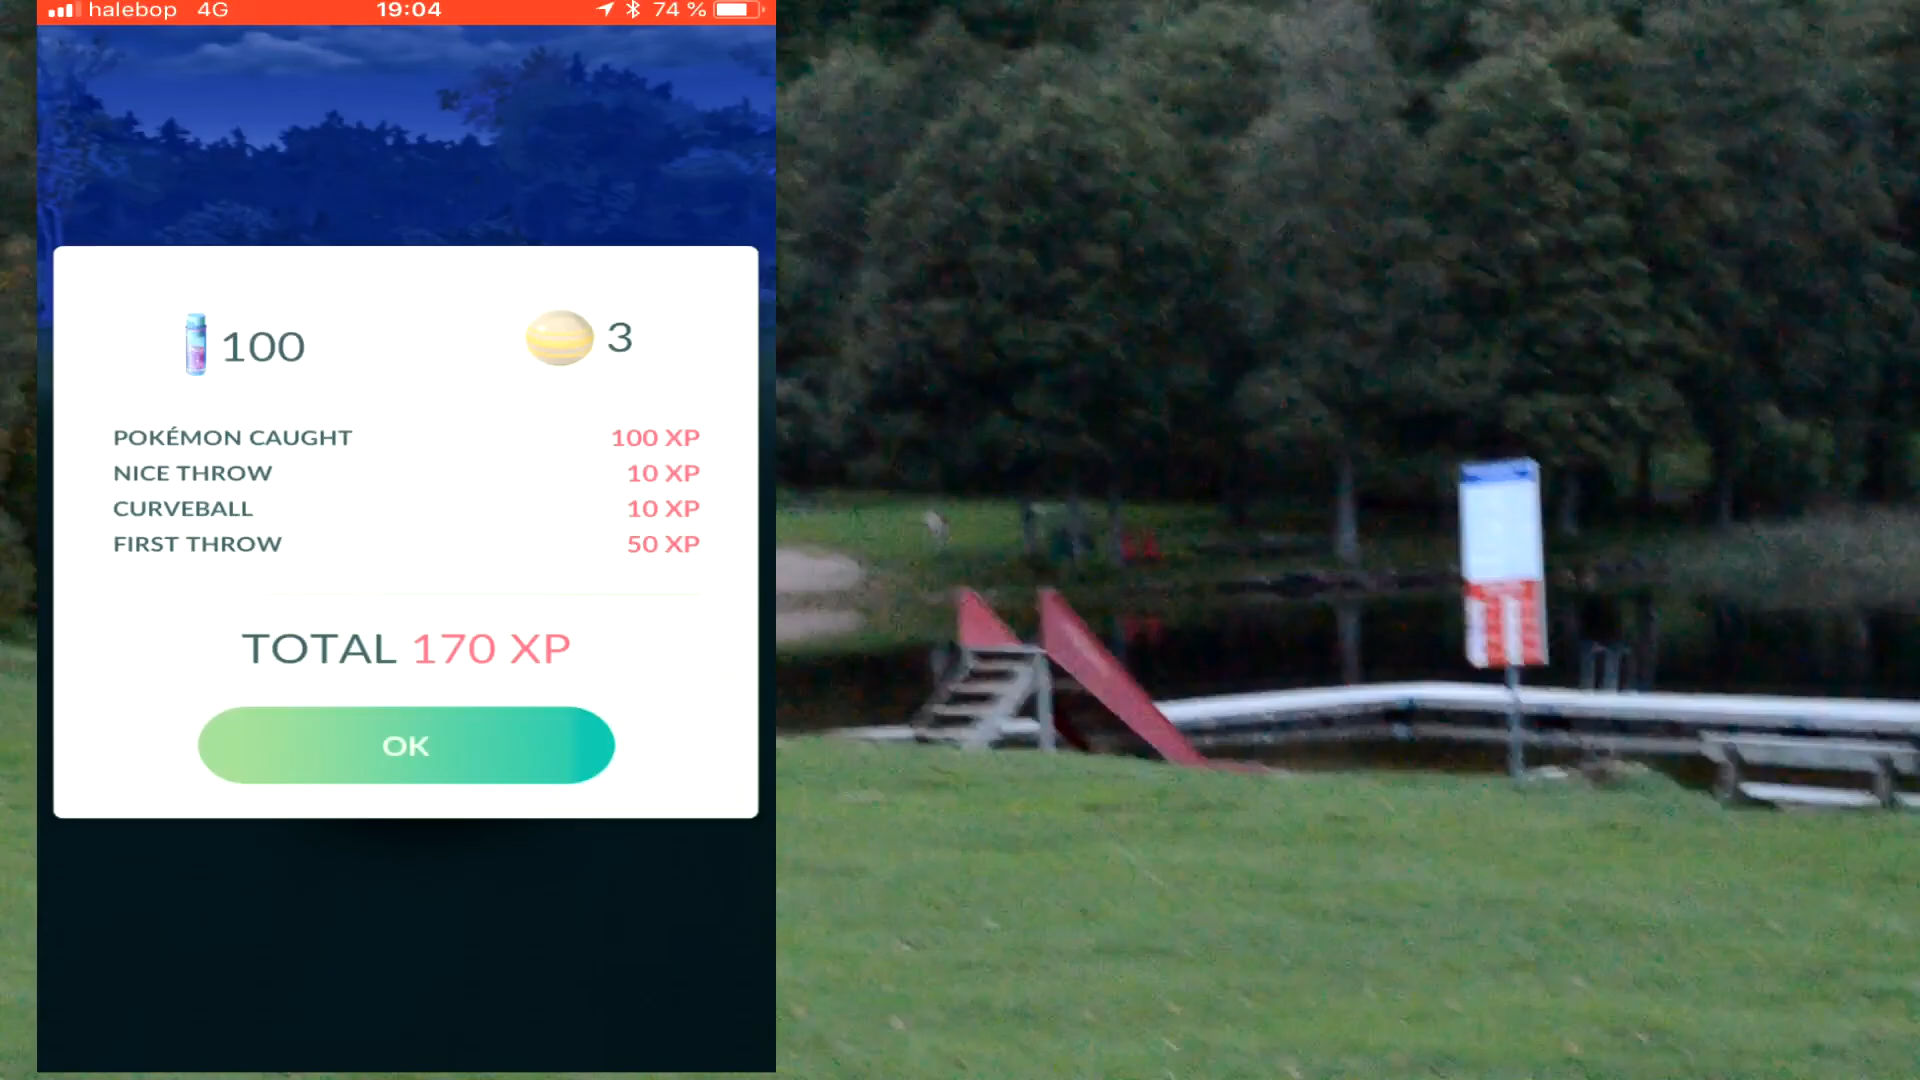 halebop 4G 19:04 74 %
100 3
POKÉMON CAUGHT 100 XP
NICE THROW 10 XP
CURVEBALL 10 XP
FIRST THROW 50 XP
TOTAL 170 XP
OK